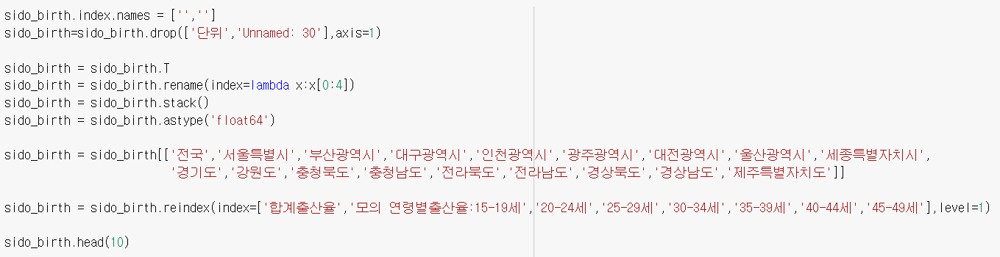 sido_birth.index.names = ['','']
sido_birth=sido_birth.drop(['단위','Unnamed: 30'],axis=1)
sido_birth = sido_birth.T
sido_birth = sido_birth.rename(index=lambda x:x[0:4])
sido_birth = sido_birth.stack()
sido_birth = sido_birth.astype('float64')
sido_birth = sido_birth[['전국','서울특별시','부산광역시','대구광역시','인천광역시','광주광역시','대전광역시','울산광역시','세종특별자치시',
'경기도','강원도','충청북도','충청남도','전라북도','전라남도','경상북도','경상남도','제주특별자치도']]
sido_birth = sido_birth.reindex(index=['합계출산율','모의 연령별출산율:15-19세','20-24세','25-29세','30-34세','35-39세','40-44세','45-49세'],level=1)
sido_birth.head(10)